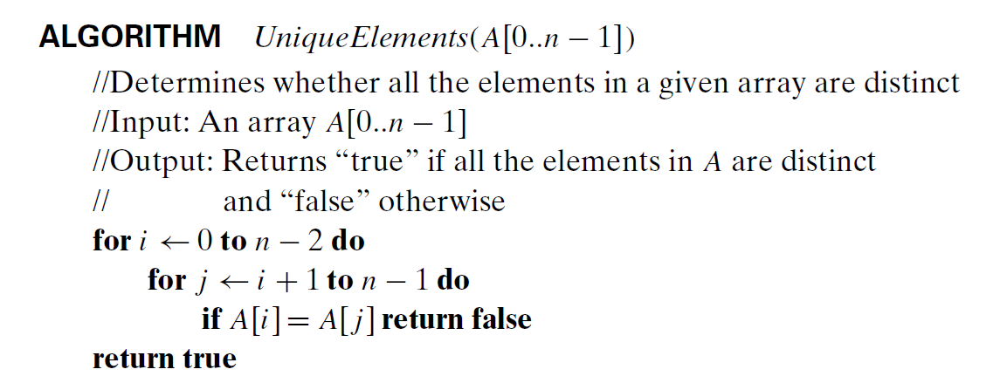 ALGORITHM UniqueElements(A[0..n − 1])
//Determines whether all the elements in a given array are distinct
//Input: An array A[0..n − 1]
//Output: Returns “true” if all the elements in A are distinct
// and “false” otherwise
for i ← 0 to n − 2 do
for j ← i + 1 to n − 1 do
if A[i] = A[j] return false
return true